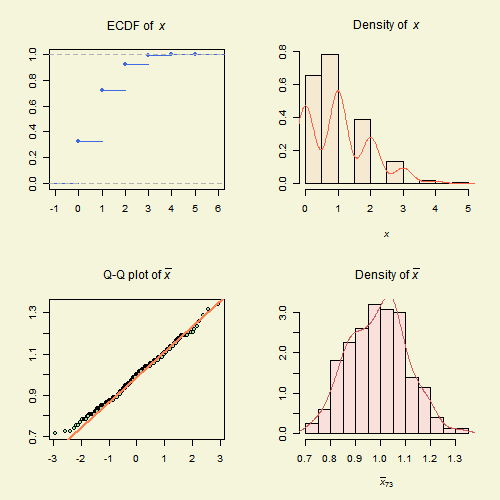 ECDF of x
0.0 0.2 0.4 0.6 0.8 1.0
-1 0 1 2 3 4 5 6
Density of x
0.0 0.2 0.4 0.6 0.8
0 1 2 3 4 5
x
Q-Q plot of x̅
0.7 0.9 1.1 1.3
-3 -2 -1 0 1 2 3
Density of x̅
0.0 1.0 2.0 3.0
0.7 0.8 0.9 1.0 1.1 1.2 1.3
x̅₇₃